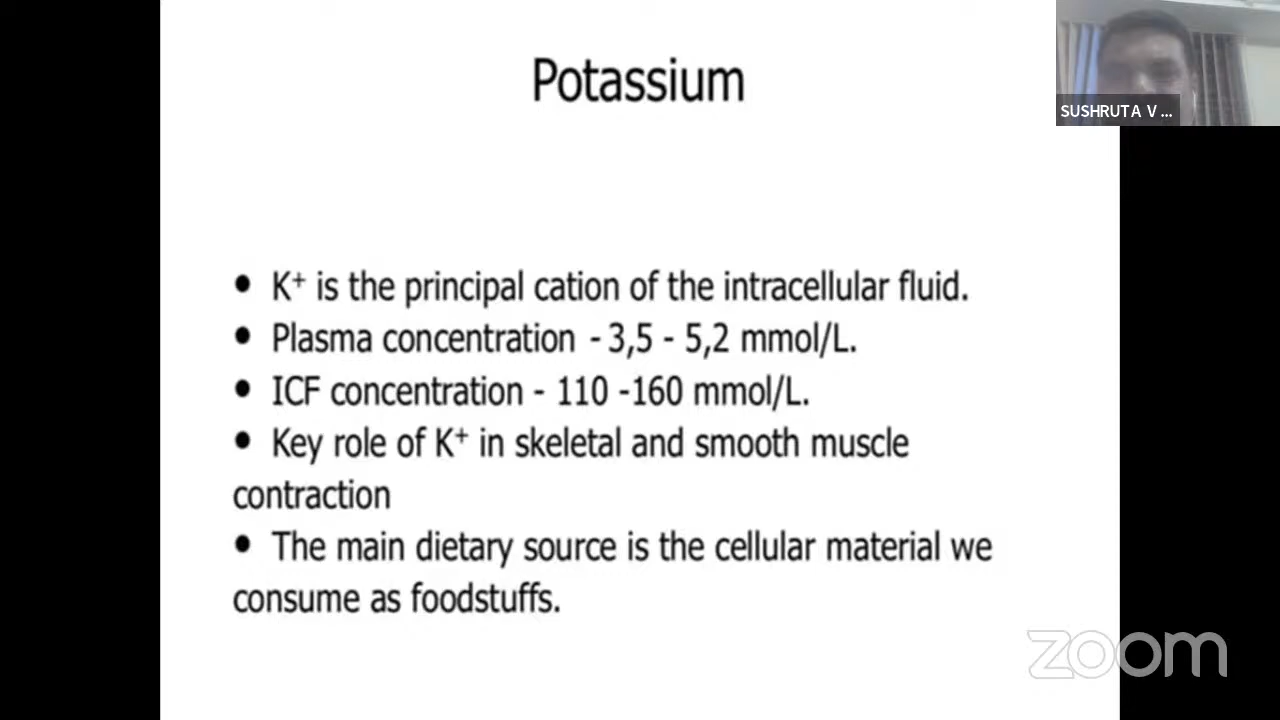 Potassium
SUSHRUTA V ...
● K⁺ is the principal cation of the intracellular fluid.
● Plasma concentration - 3,5 - 5,2 mmol/L.
● ICF concentration - 110 -160 mmol/L.
● Key role of K⁺ in skeletal and smooth muscle
contraction
● The main dietary source is the cellular material we
consume as foodstuffs.
zoom